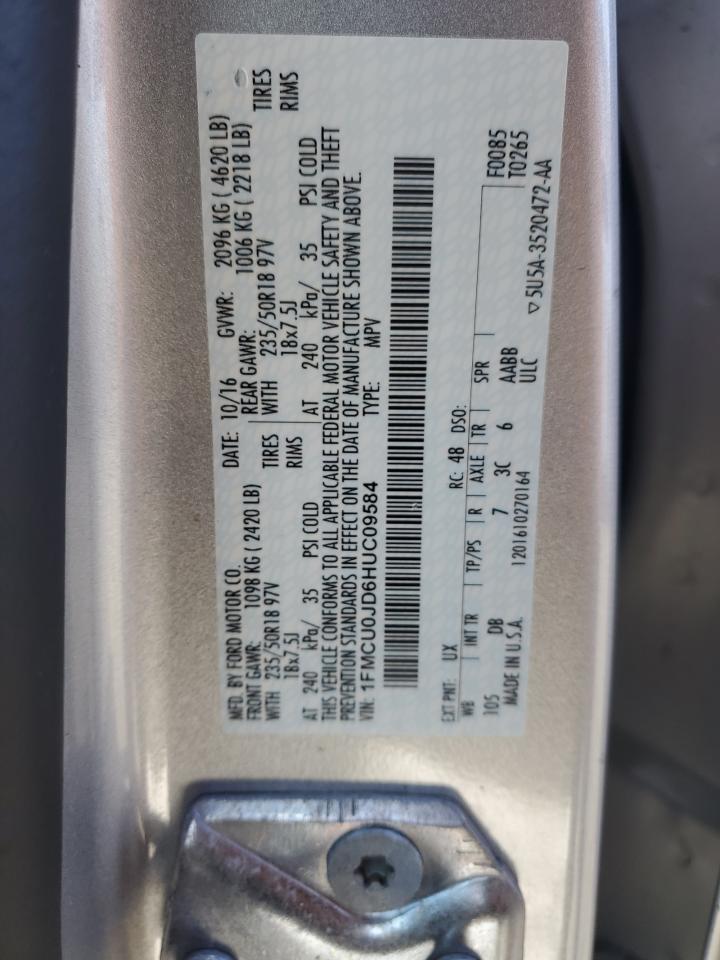 MFD. BY FORD MOTOR CO. DATE: 10/16 GVWR: 2096 KG ( 4620 LB)
FRONT GAWR: 1098 KG ( 2420 LB) REAR GAWR: 1006 KG ( 2218 LB)
WITH 235/50R18 97V TIRES WITH 235/50R18 97V TIRES
18x7.5J RIMS 18x7.5J RIMS
AT 240 kPa/ 35 PSI COLD AT 240 kPa/ 35 PSI COLD
THIS VEHICLE CONFORMS TO ALL APPLICABLE FEDERAL MOTOR VEHICLE SAFETY AND THEFT
PREVENTION STANDARDS IN EFFECT ON THE DATE OF MANUFACTURE SHOWN ABOVE.
VIN: 1FMCU0JD6HUC09584 TYPE: MPV
EXT PNT: UX RC: 48 DSO:
WB INT TR TP/PS R AXLE TR SPR F0085
105 DB 7 3C 6 AABB T0265
MADE IN U.S.A. 1201610270164 ULC ▽5U5A-3520472-AA